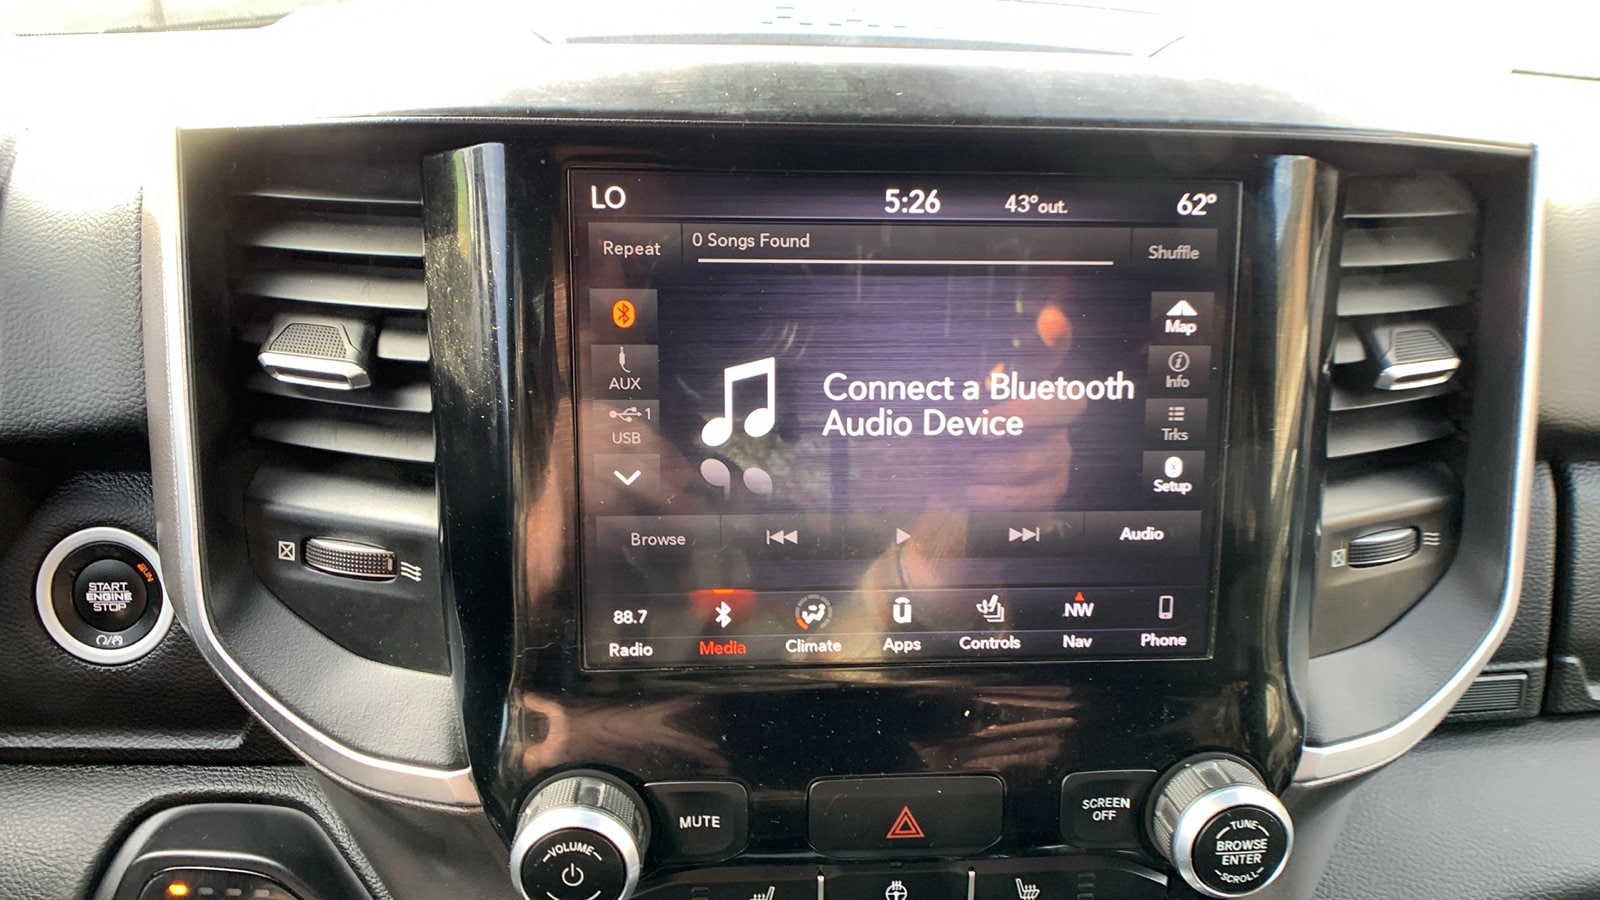 LO 5:26 43°out. 62°
Repeat 0 Songs Found Shuffle
Map
AUX
Info
1
USB
Trks
Connect a Bluetooth
Audio Device
Setup
Browse Audio
88.7 NW
Radio Media Climate Apps Controls Nav Phone
START
ENGINE
STOP
RUN
MUTE
SCREEN
OFF
VOLUME
TUNE
BROWSE
ENTER
SCROLL